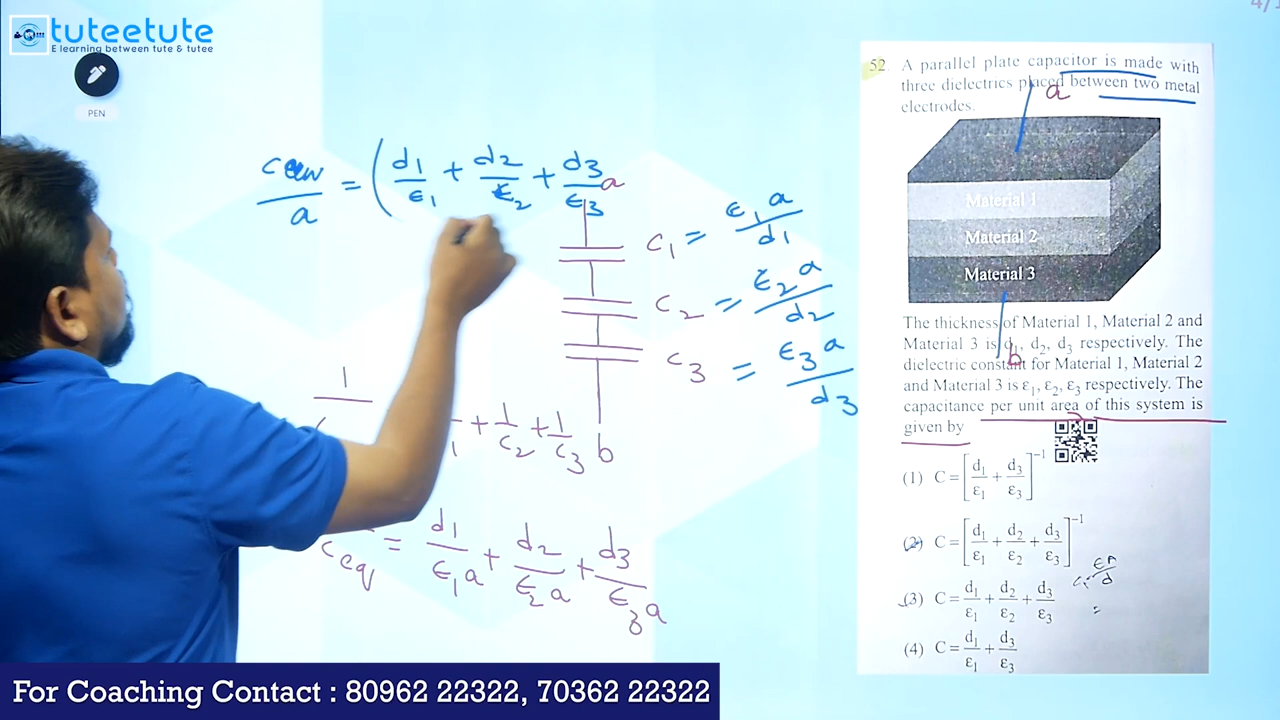 tuteetute
E learning between tute & tutee
PEN
a = ( d1/ε1 + d2/ε2 + d3/ε3
a
C1 = ε1 a/d1
C2 = ε2 a/d2
C3 = ε3 a/d3
1
+ 1/C2 + 1/C3
b
Ceq = d1/ε1a + d2/ε2a + d3/ε3a
52. A parallel plate capacitor is made with
three dielectrics placed between two metal
electrodes.
a
Material 1
Material 2
Material 3
b
The thickness of Material 1, Material 2 and
Material 3 is d1, d2, d3 respectively. The
dielectric constant for Material 1, Material 2
and Material 3 is ε1, ε2, ε3 respectively. The
capacitance per unit area of this system is
given by
(1) C = [d1/ε1 + d3/ε3]⁻¹
(2) C = [d1/ε1 + d2/ε2 + d3/ε3]⁻¹
(3) C = d1/ε1 + d2/ε2 + d3/ε3
(4) C = d1/ε1 + d3/ε3
For Coaching Contact : 80962 22322, 70362 22322